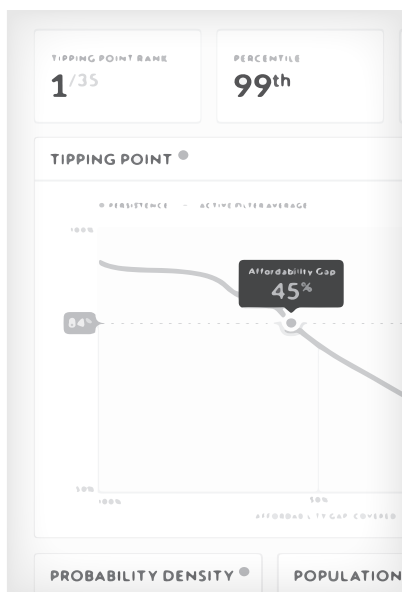 TIPPING POINT RANK
PERCENTILE
1/35
99th
TIPPING POINT
PERSISTENCE - ACTIVE FILTER AVERAGE
100%
Affordability Gap
45%
84%
50%
100%
50%
AFFORDABILITY GAP COVERED
PROBABILITY DENSITY
POPULATION